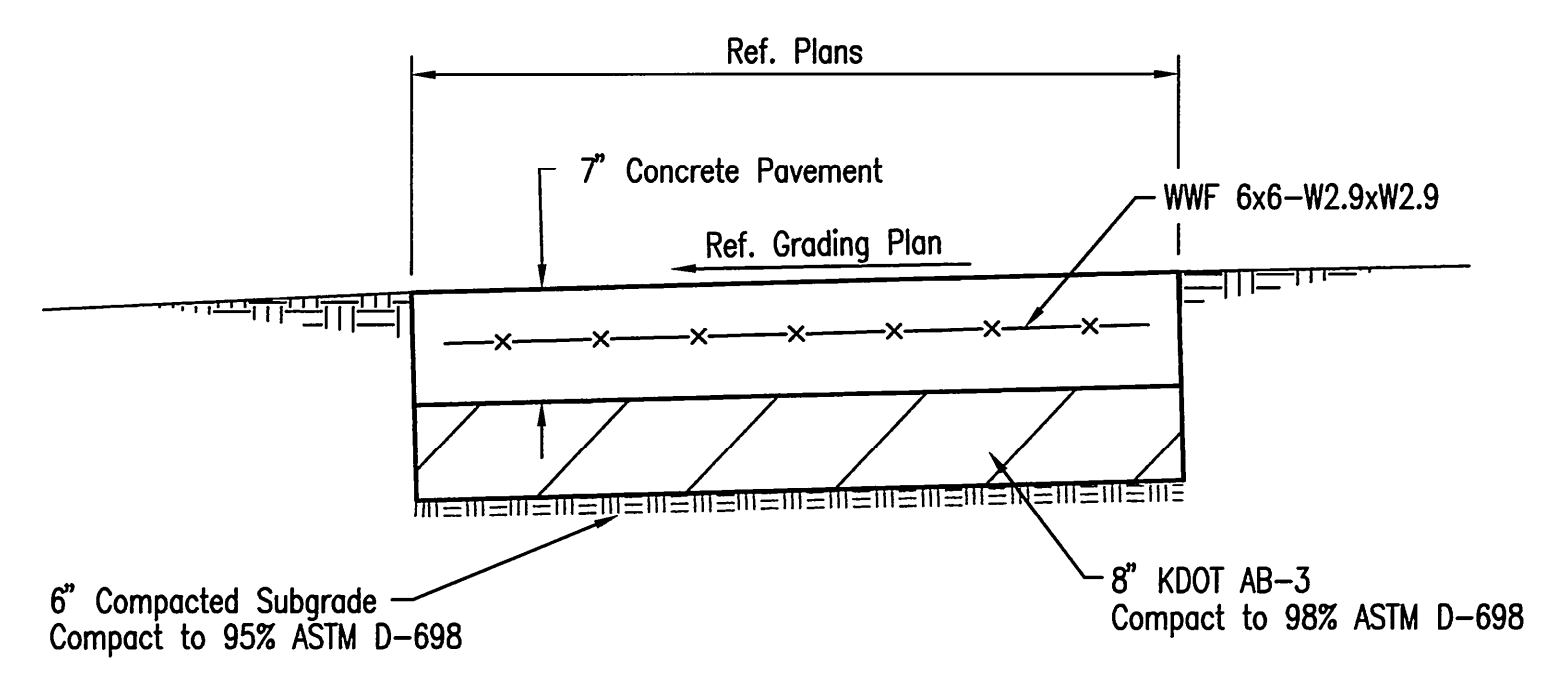 Ref. Plans
7" Concrete Pavement
WWF 6x6-W2.9xW2.9
Ref. Grading Plan
6" Compacted Subgrade
Compact to 95% ASTM D-698
8" KDOT AB-3
Compact to 98% ASTM D-698